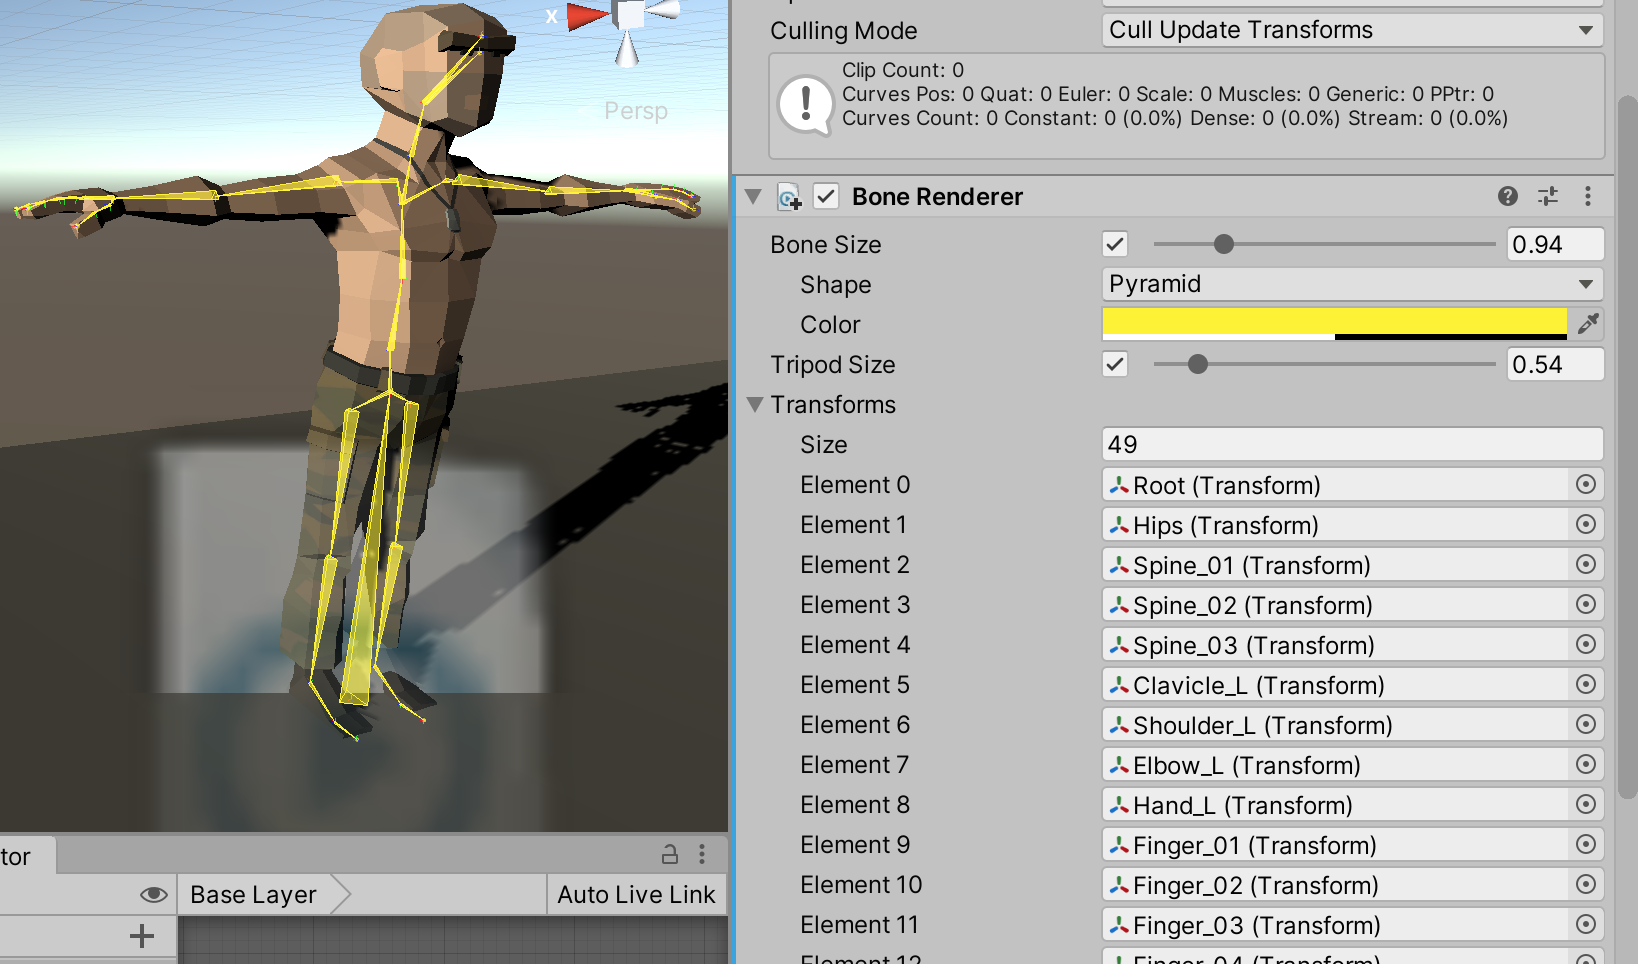 x
Persp
Culling Mode
Cull Update Transforms
Clip Count: 0
Curves Pos: 0 Quat: 0 Euler: 0 Scale: 0 Muscles: 0 Generic: 0 PPtr: 0
Curves Count: 0 Constant: 0 (0.0%) Dense: 0 (0.0%) Stream: 0 (0.0%)
Bone Renderer
Bone Size
0.94
Shape
Pyramid
Color
Tripod Size
0.54
Transforms
Size
49
Element 0
Root (Transform)
Element 1
Hips (Transform)
Element 2
Spine_01 (Transform)
Element 3
Spine_02 (Transform)
Element 4
Spine_03 (Transform)
Element 5
Clavicle_L (Transform)
Element 6
Shoulder_L (Transform)
Element 7
Elbow_L (Transform)
Element 8
Hand_L (Transform)
Element 9
Finger_01 (Transform)
Element 10
Finger_02 (Transform)
Element 11
Finger_03 (Transform)
Element 12
Finger_04 (Transform)
tor
Base Layer
Auto Live Link